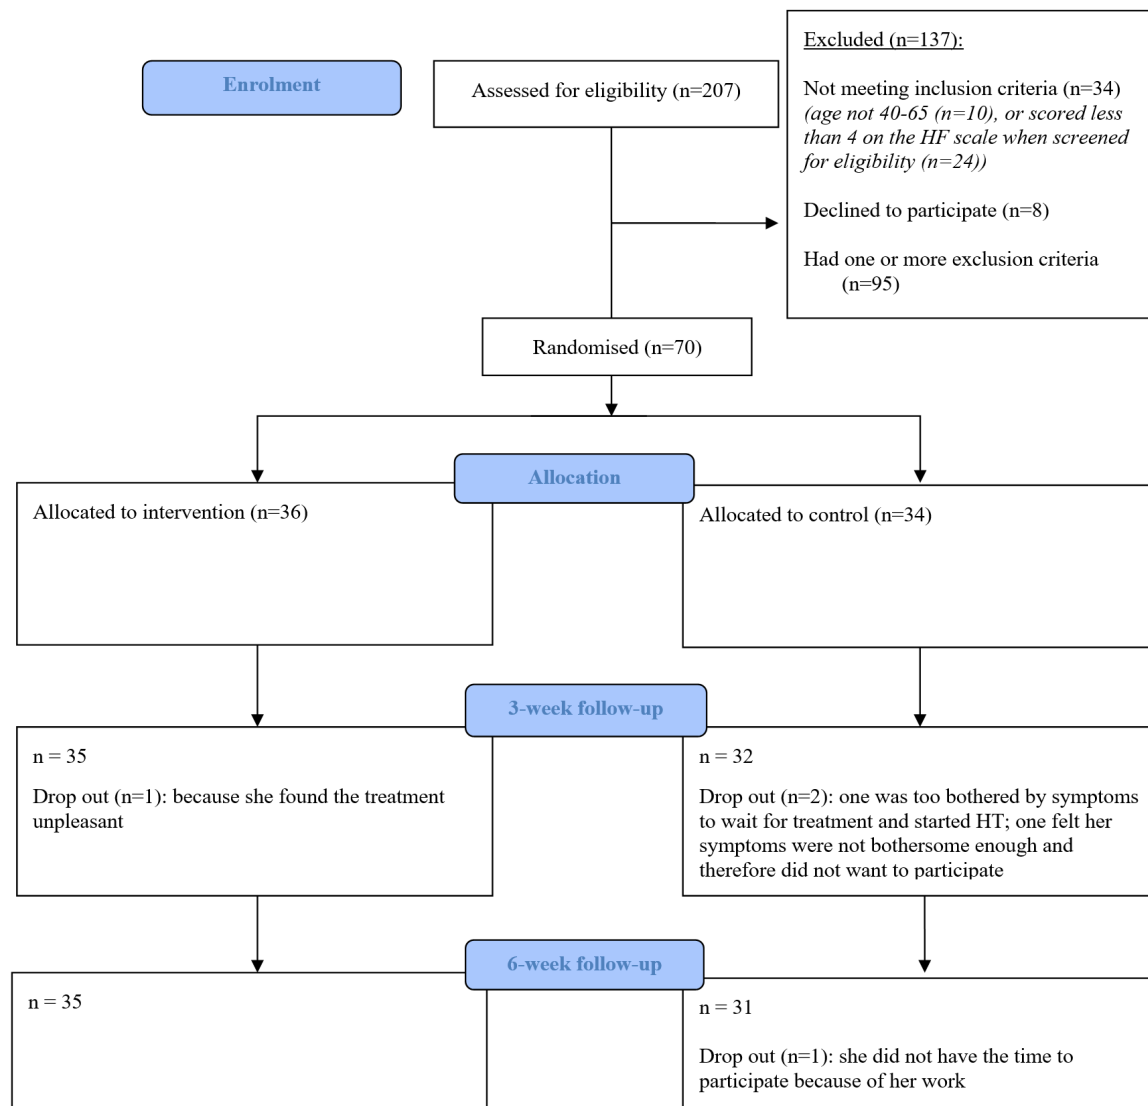 Enrolment
Assessed for eligibility (n=207)
Excluded (n=137):
Not meeting inclusion criteria (n=34)
(age not 40-65 (n=10), or scored less
than 4 on the HF scale when screened
for eligibility (n=24))
Declined to participate (n=8)
Had one or more exclusion criteria
(n=95)
Randomised (n=70)
Allocation
Allocated to intervention (n=36)
Allocated to control (n=34)
3-week follow-up
n = 35
Drop out (n=1): because she found the treatment
unpleasant
n = 32
Drop out (n=2): one was too bothered by symptoms
to wait for treatment and started HT; one felt her
symptoms were not bothersome enough and
therefore did not want to participate
6-week follow-up
n = 35
n = 31
Drop out (n=1): she did not have the time to
participate because of her work